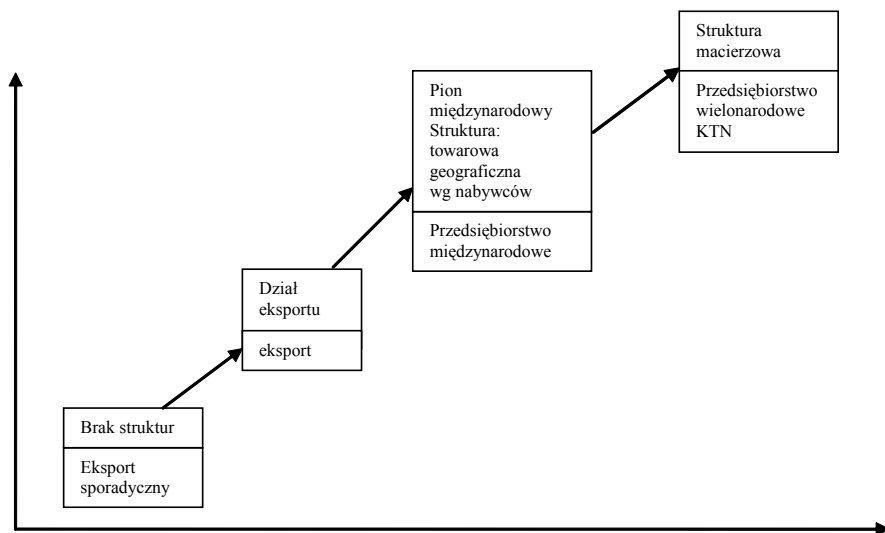 Struktura
macierzowa
Przedsiębiorstwo
wielonarodowe
KTN
Pion
międzynarodowy
Struktura:
towarowa
geograficzna
wg nabywców
Przedsiębiorstwo
międzynarodowe
Dział
eksportu
eksport
Brak struktur
Eksport
sporadyczny